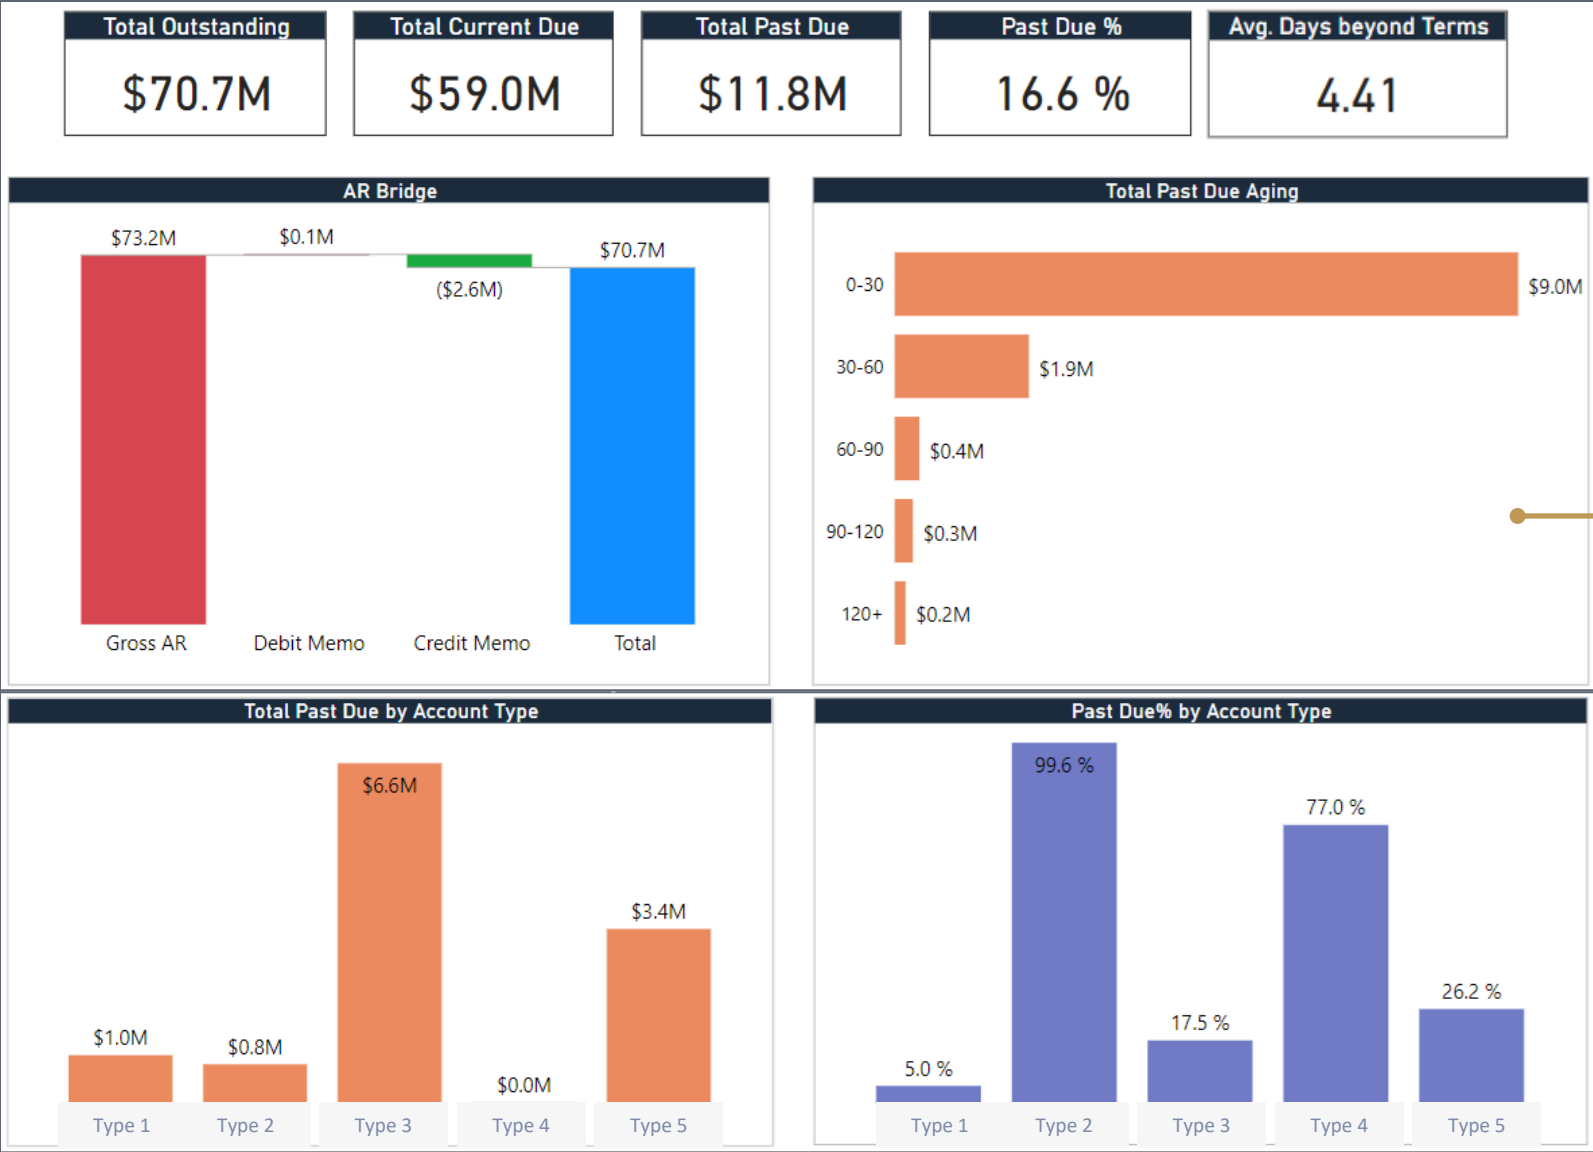 Total Outstanding
$70.7M
Total Current Due
$59.0M
Total Past Due
$11.8M
Past Due %
16.6 %
Avg. Days beyond Terms
4.41
AR Bridge
$73.2M
$0.1M
($2.6M)
$70.7M
Gross AR
Debit Memo
Credit Memo
Total
Total Past Due Aging
0-30
$9.0M
30-60
$1.9M
60-90
$0.4M
90-120
$0.3M
120+
$0.2M
Total Past Due by Account Type
$1.0M
$0.8M
$6.6M
$0.0M
$3.4M
Type 1
Type 2
Type 3
Type 4
Type 5
Past Due% by Account Type
5.0 %
99.6 %
17.5 %
77.0 %
26.2 %
Type 1
Type 2
Type 3
Type 4
Type 5